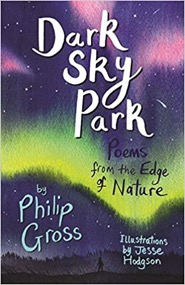 Dark
Sky
Park
Poems
from the Edge
of Nature
by
Philip
Gross
Illustrations
by Jesse
Hodgson